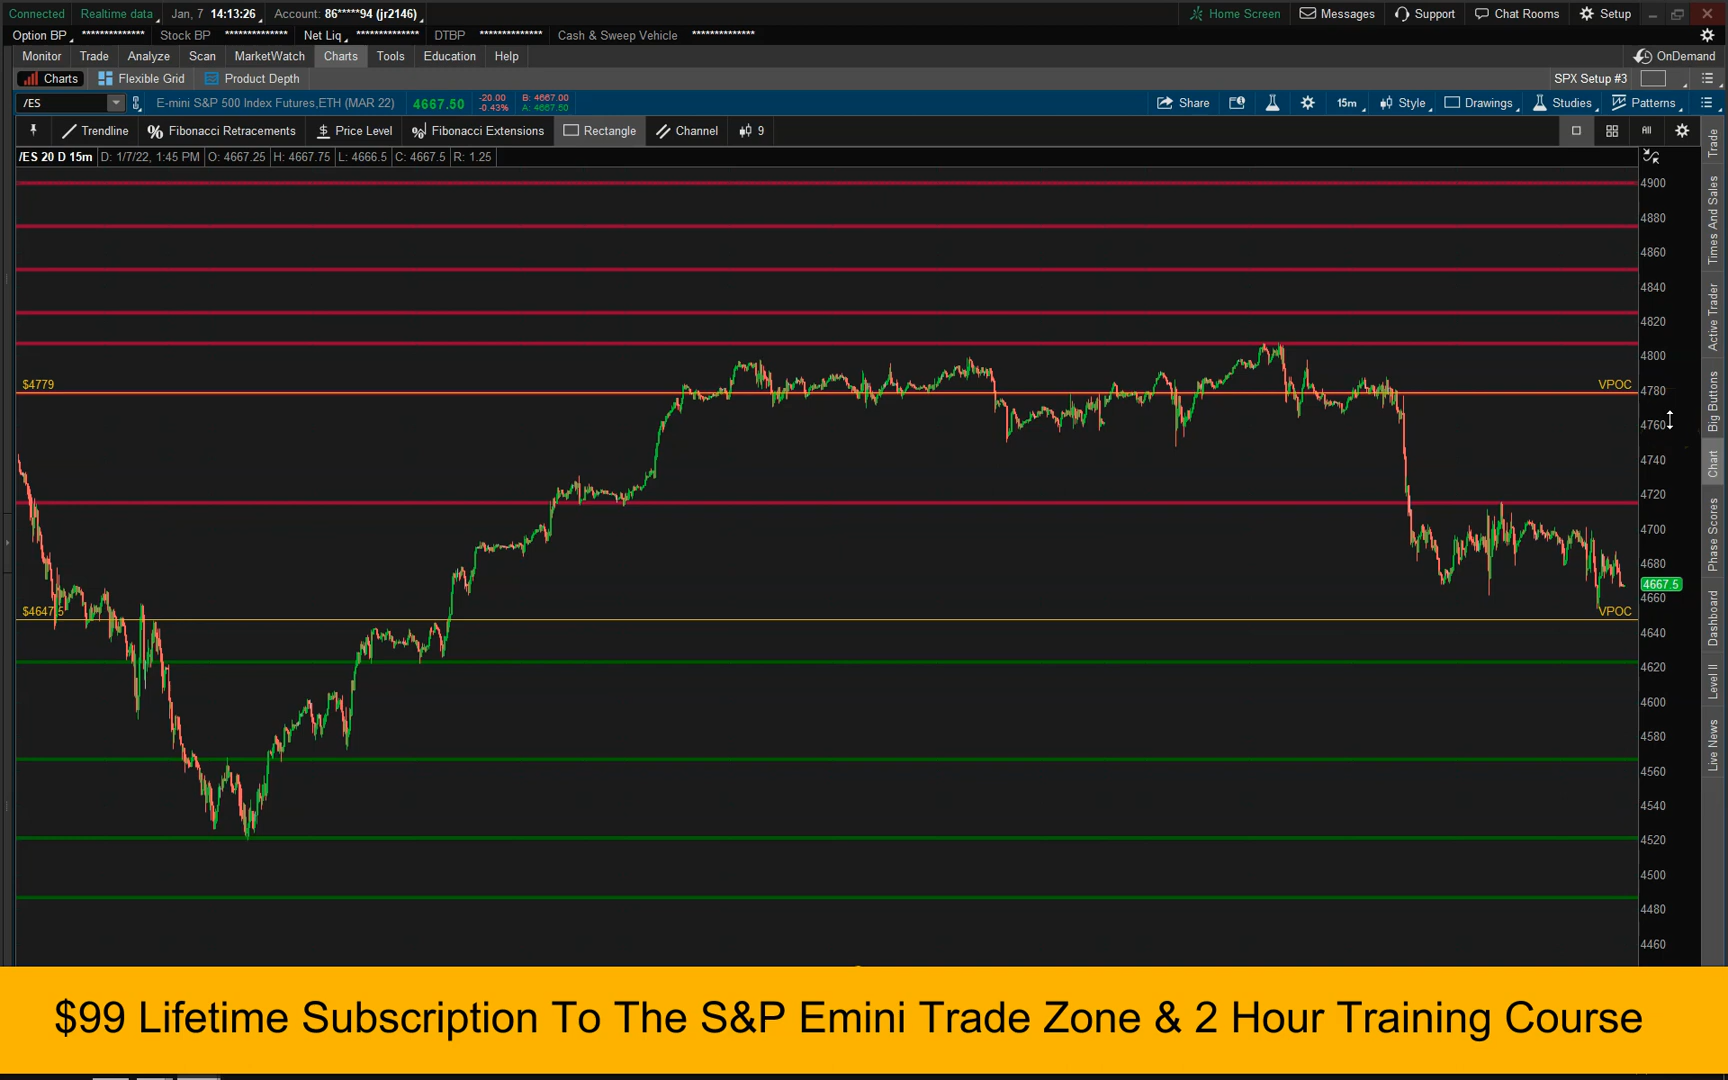 Connected Realtime data Jan, 7 14:13:26 Account: 86*****94 (jr2146) Home Screen Messages Support Chat Rooms Setup
Option BP ************** Stock BP ************** Net Liq ************** DTBP ************** Cash & Sweep Vehicle **************
Monitor Trade Analyze Scan MarketWatch Charts Tools Education Help OnDemand
Charts Flexible Grid Product Depth SPX Setup #3
/ES E-mini S&P 500 Index Futures,ETH (MAR 22) 4667.50 -20.00 B: 4667.00 Share 15m Style Drawings Studies Patterns
-0.43% A: 4667.50
Trendline Fibonacci Retracements $ Price Level Fibonacci Extensions Rectangle Channel 9 All
/ES 20 D 15m D: 1/7/22, 1:45 PM O: 4667.25 H: 4667.75 L: 4666.5 C: 4667.5 R: 1.25
4900
4880
4860
4840
4820
4800
$4779 VPOC
4780
4760
4740
4720
4700
4680
4667.5
4660
$4647.5 VPOC
4640
4620
4600
4580
4560
4540
4520
4500
4480
4460
Trade
Times And Sales
Active Trader
Big Buttons
Chart
Phase Scores
Dashboard
Level II
Live News
$99 Lifetime Subscription To The S&P Emini Trade Zone & 2 Hour Training Course